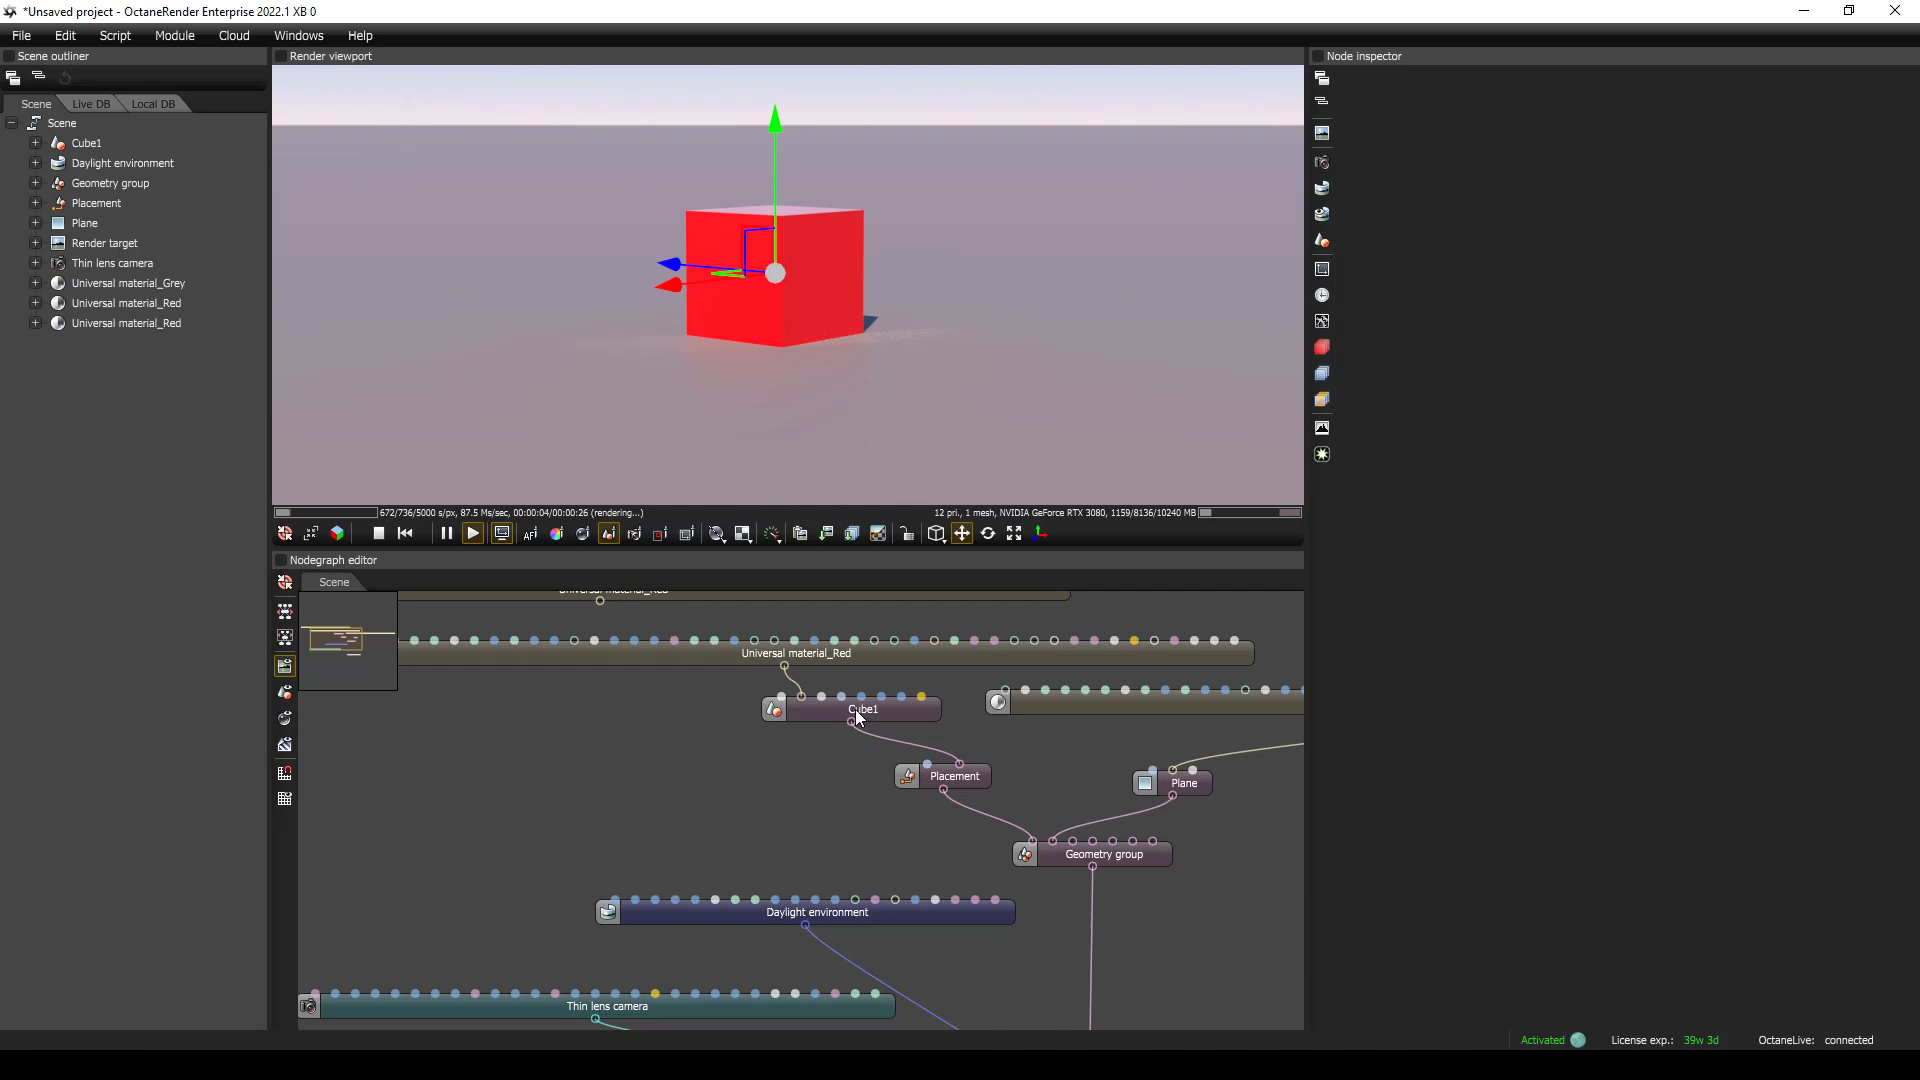 *Unsaved project - OctaneRender Enterprise 2022.1 XB 0
File Edit Script Module Cloud Windows Help
Scene outliner
Render viewport
Node inspector
Scene Live DB Local DB
Scene
Cube1
Daylight environment
Geometry group
Placement
Plane
Render target
Thin lens camera
Universal material_Grey
Universal material_Red
Universal material_Red
672/736/5000 s/px, 87.5 Ms/sec, 00:00:04/00:00:26 (rendering...)
12 pri., 1 mesh, NVIDIA GeForce RTX 3080, 1159/8136/10240 MB
AF
Nodegraph editor
Scene
Universal material_Red
Universal material_Red
Cube1
Placement
Plane
Geometry group
Daylight environment
Thin lens camera
Activated License exp.: 39w 3d OctaneLive: connected